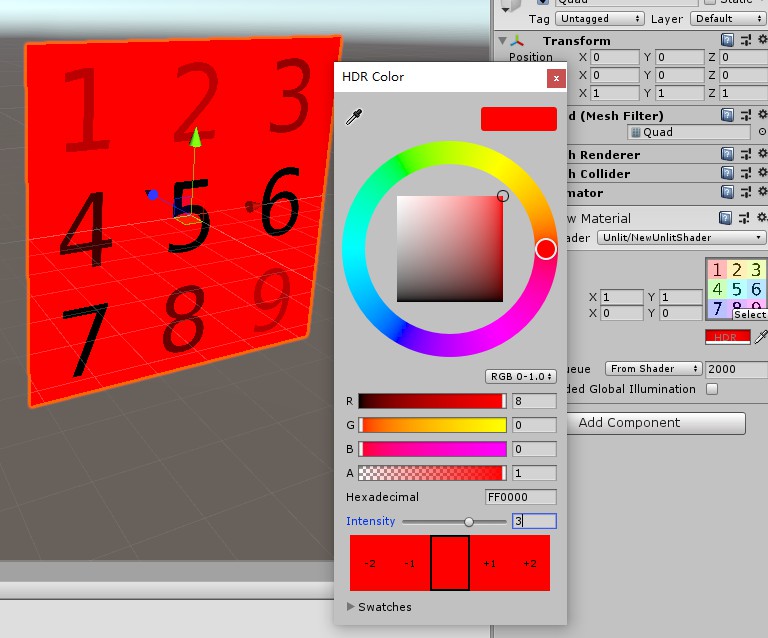 Quad
Static
Tag Untagged Layer Default
Transform
Position X 0 Y 0 Z 0
X 0 Y 0 Z 0
X 1 Y 1 Z 1
d (Mesh Filter)
Quad
h Renderer
h Collider
mator
w Material
ader Unlit/NewUnlitShader
1 2 3
4 5 6
7 8 9
X 1 Y 1
X 0 Y 0
Select
HDR
ueue From Shader 2000
ded Global Illumination
Add Component
1 2 3
4 5 6
7 8 9
HDR Color
x
RGB 0-1.0
R 8
G 0
B 0
A 1
Hexadecimal FF0000
Intensity 3
-2 -1 +1 +2
Swatches